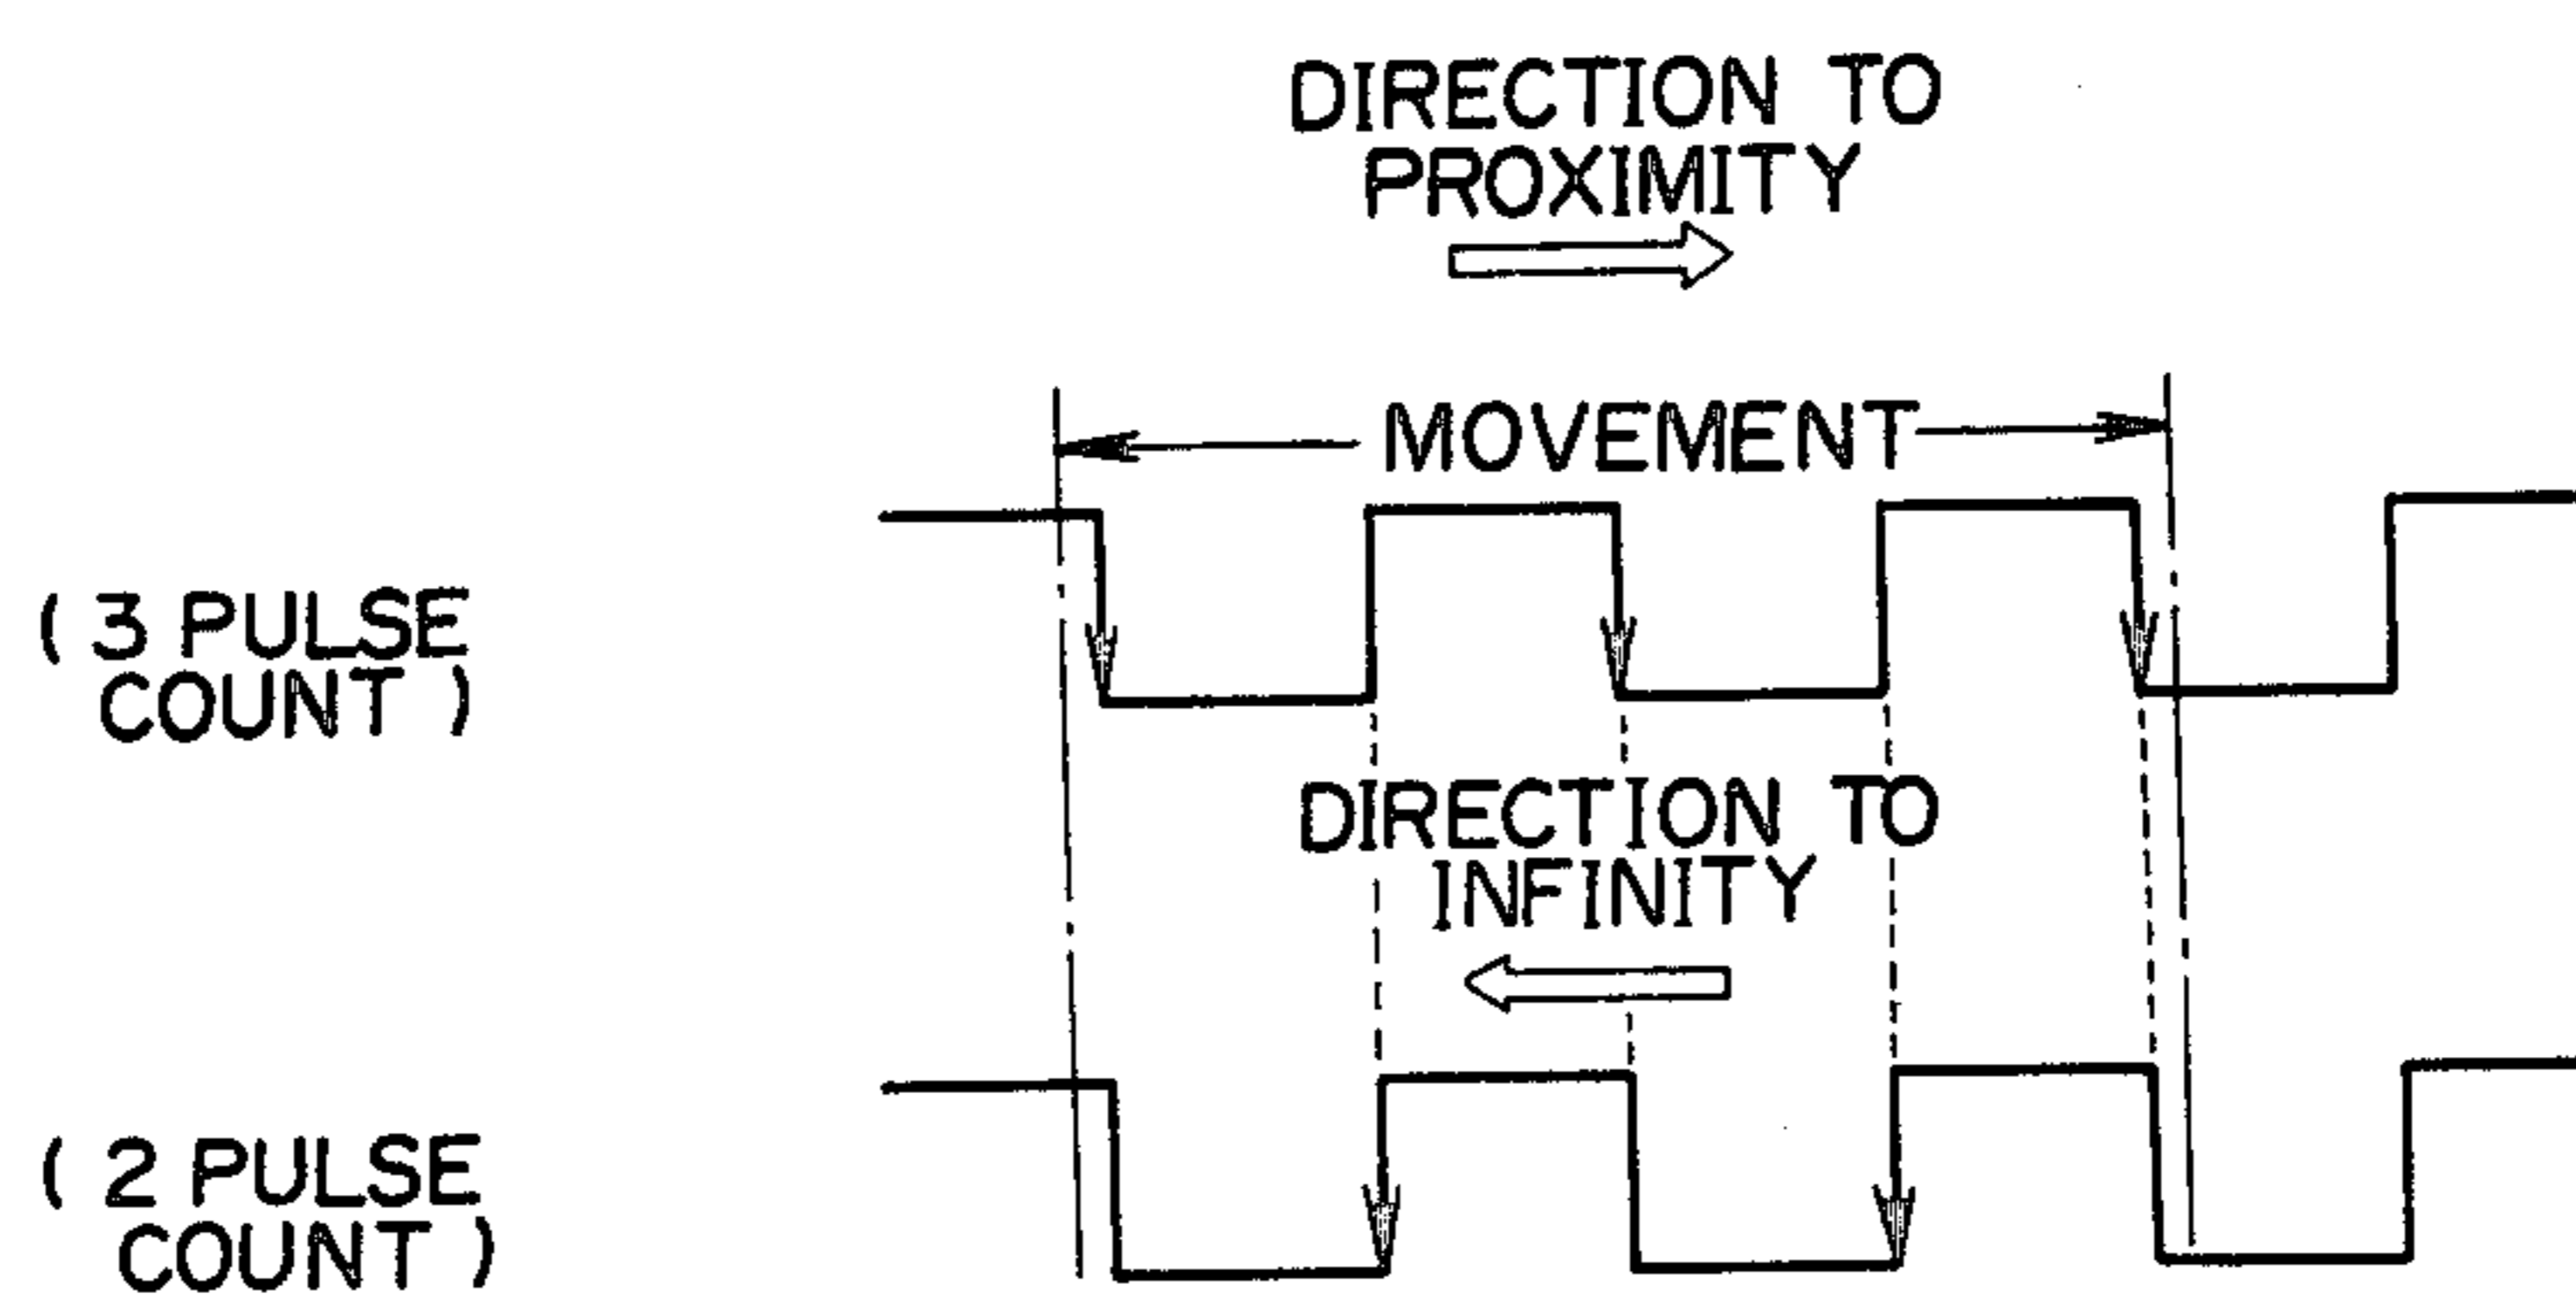 DIRECTION TO
PROXIMITY
MOVEMENT
( 3 PULSE
COUNT )
DIRECTION TO
INFINITY
( 2 PULSE
COUNT )